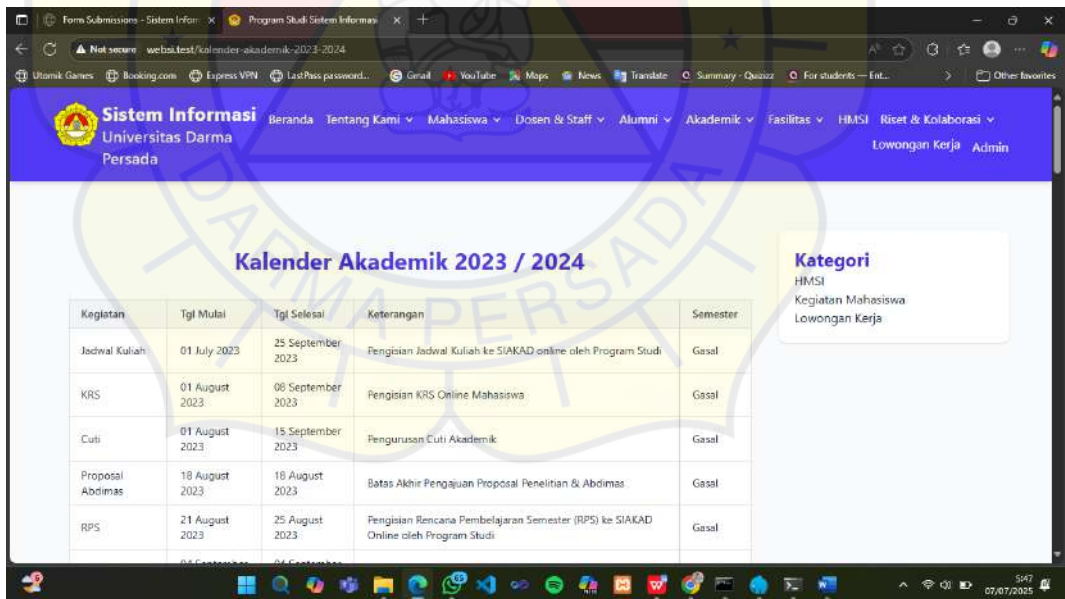 Form Submissions - Sistem Infor
Program Studi Sistem Informasi
Not secure websi.test/kalender-akademik-2023-2024
Utomik Games Booking.com Express VPN LastPass password... Gmail YouTube Maps News Translate Summary - Quizizz For students — Ent... Other favorites
Sistem Informasi
Universitas Darma
Persada
Beranda Tentang Kami Mahasiswa Dosen & Staff Alumni Akademik Fasilitas HMSI Riset & Kolaborasi
Lowongan Kerja Admin
DARMA PERSADA
Kalender Akademik 2023 / 2024
Kegiatan Tgl Mulai Tgl Selesai Keterangan Semester
Jadwal Kuliah 01 July 2023 25 September 2023 Pengisian Jadwal Kuliah ke SIAKAD online oleh Program Studi Gasal
KRS 01 August 2023 08 September 2023 Pengisian KRS Online Mahasiswa Gasal
Cuti 01 August 2023 15 September 2023 Pengurusan Cuti Akademik Gasal
Proposal Abdimas 18 August 2023 18 August 2023 Batas Akhir Pengajuan Proposal Penelitian & Abdimas Gasal
RPS 21 August 2023 25 August 2023 Pengisian Rencana Pembelajaran Semester (RPS) ke SIAKAD Online oleh Program Studi Gasal
Kategori
HMSI
Kegiatan Mahasiswa
Lowongan Kerja
5:47
07/07/2025